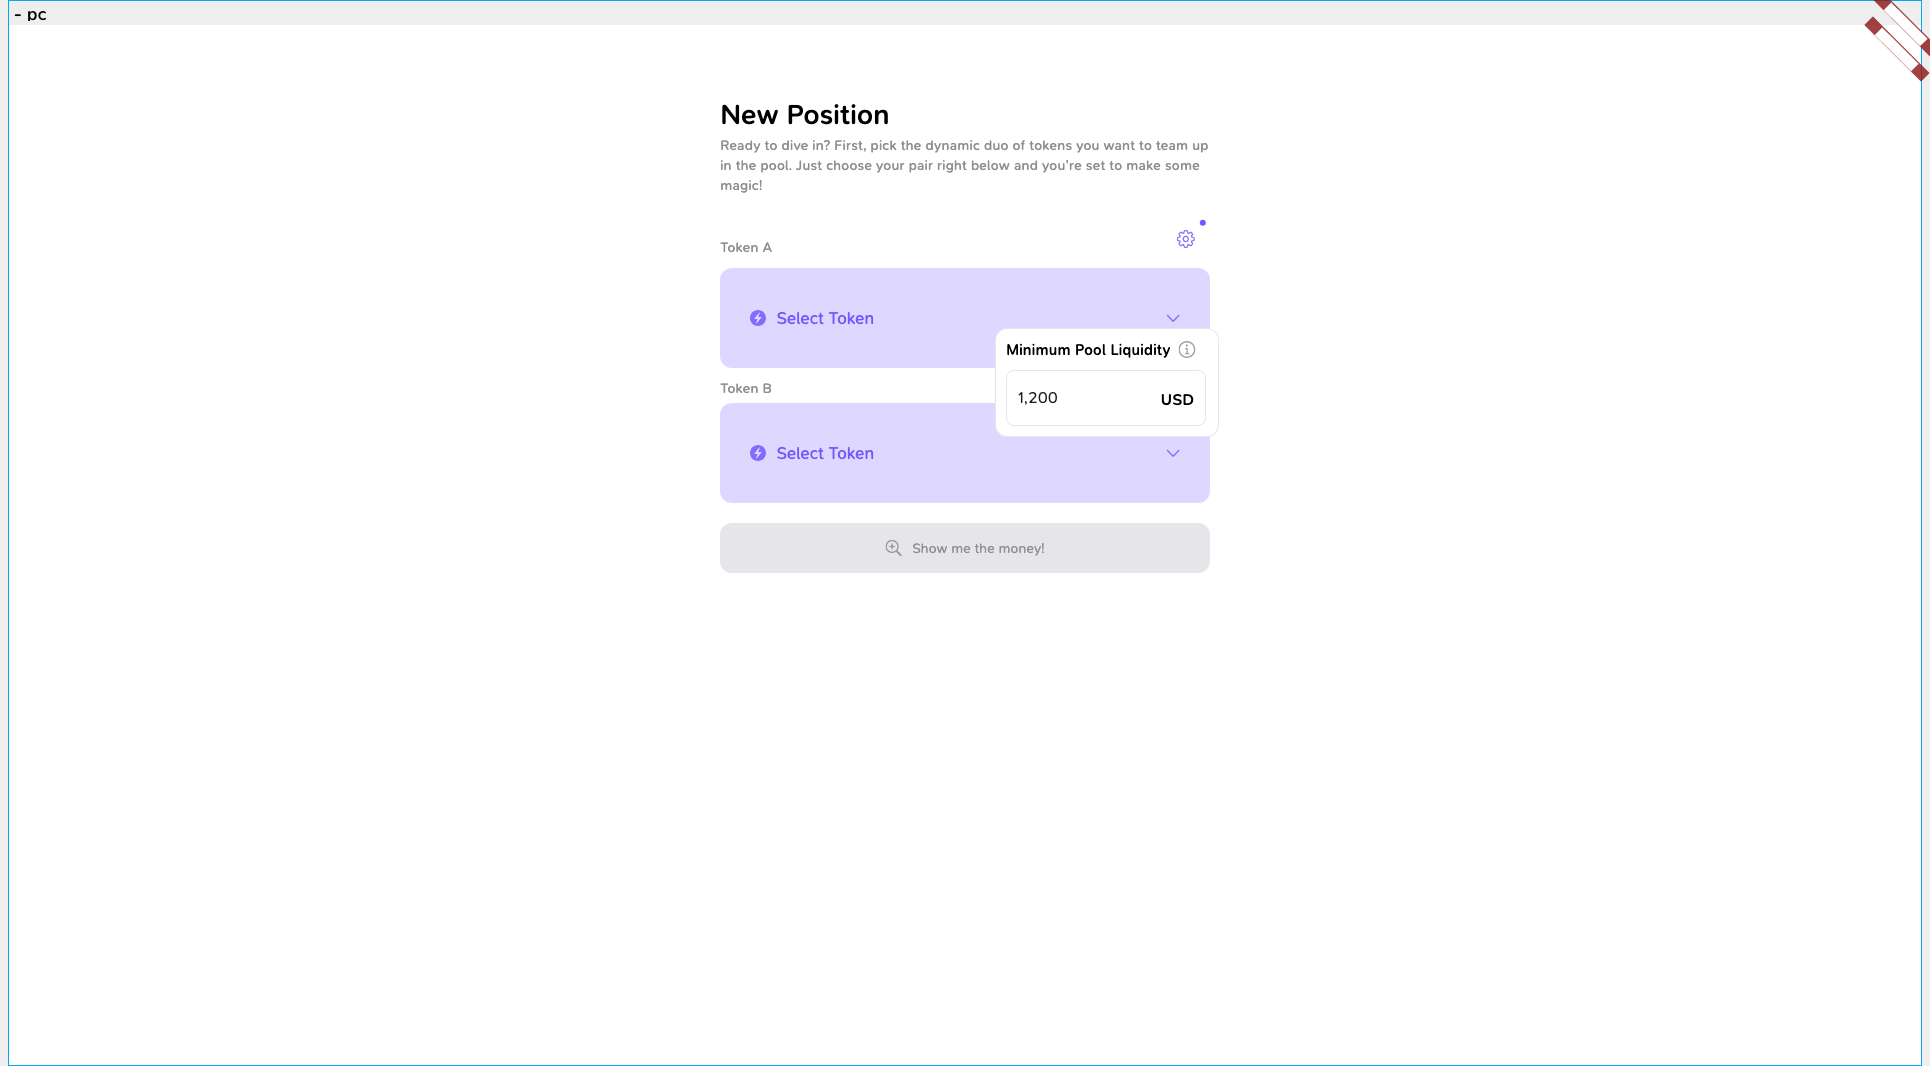 - pc
New Position
Ready to dive in? First, pick the dynamic duo of tokens you want to team up
in the pool. Just choose your pair right below and you're set to make some
magic!
Token A
Select Token
Minimum Pool Liquidity
1,200 USD
Token B
Select Token
Show me the money!